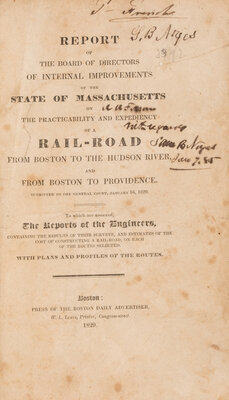 REPORT
OF
THE BOARD OF DIRECTORS
OF INTERNAL IMPROVEMENTS
OF THE
STATE OF MASSACHUSETTS
ON
THE PRACTICABILITY AND EXPEDIENCY
OF A
RAIL-ROAD
FROM BOSTON TO THE HUDSON RIVER,
AND
FROM BOSTON TO PROVIDENCE.
SUBMITTED TO THE GENERAL COURT, JANUARY 16, 1829.
To which are annexed,
The Reports of the Engineers,
CONTAINING THE RESULTS OF THEIR SURVEYS, AND ESTIMATES OF THE
COST OF CONSTRUCTING A RAIL-ROAD, ON EACH
OF THE ROUTES SELECTED.
WITH PLANS AND PROFILES OF THE ROUTES.
Boston:
PRESS OF THE BOSTON DAILY ADVERTISER,
W. L. Lewis, Printer, Congress-street.
1829.